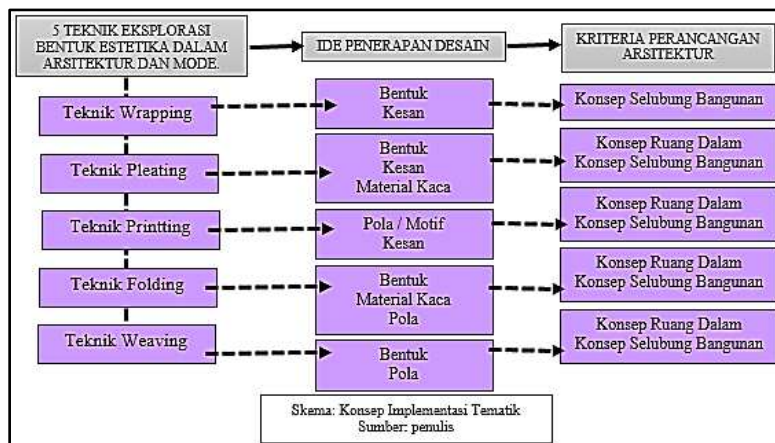 5 TEKNIK EKSPLORASI
BENTUK ESTETIKA DALAM
ARSITEKTUR DAN MODE.
IDE PENERAPAN DESAIN
KRITERIA PERANCANGAN
ARSITEKTUR
Teknik Wrapping
Bentuk
Kesan
Konsep Selubung Bangunan
Teknik Pleating
Bentuk
Kesan
Material Kaca
Konsep Ruang Dalam
Konsep Selubung Bangunan
Teknik Printting
Pola / Motif
Kesan
Konsep Ruang Dalam
Konsep Selubung Bangunan
Teknik Folding
Bentuk
Material Kaca
Pola
Konsep Ruang Dalam
Konsep Selubung Bangunan
Teknik Weaving
Bentuk
Pola
Konsep Ruang Dalam
Konsep Selubung Bangunan
Skema: Konsep Implementasi Tematik
Sumber: penulis